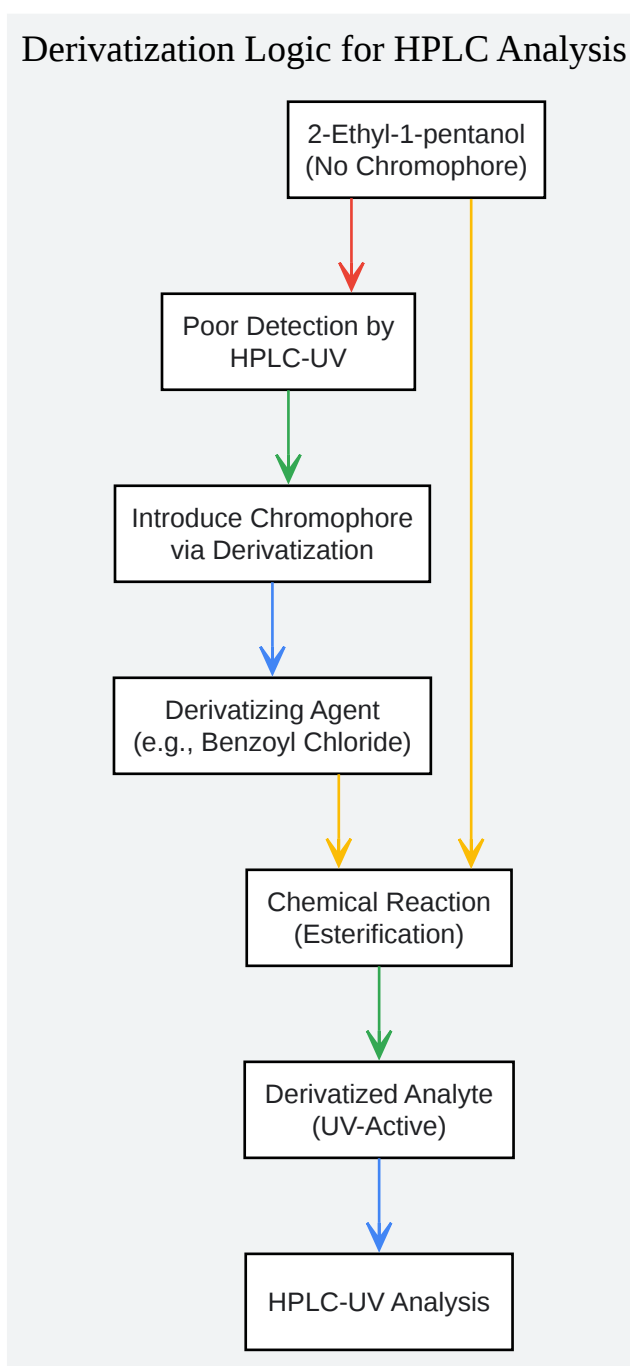 Derivatization Logic for HPLC Analysis
2-Ethyl-1-pentanol
(No Chromophore)
Poor Detection by
HPLC-UV
Introduce Chromophore
via Derivatization
Derivatizing Agent
(e.g., Benzoyl Chloride)
Chemical Reaction
(Esterification)
Derivatized Analyte
(UV-Active)
HPLC-UV Analysis